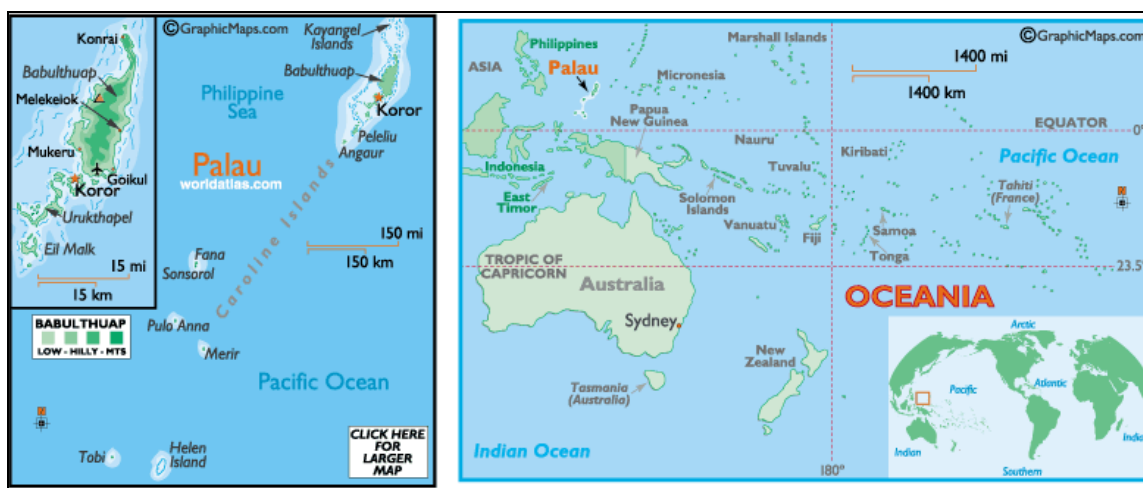 ©GraphicMaps.com
Konrai
Babulthuap
Melekeiok
Mukeru
Goikul
Koror
Urukthapel
Eil Malk
15 mi
15 km
Kayangel
Islands
Babulthuap
Koror
Peleliu
Angaur
Philippine
Sea
Palau
worldatlas.com
Caroline Islands
150 mi
150 km
Fana
Sonsorol
BABULTHUAP
LOW - HILLY - MTS
Pulo Anna
Merir
Pacific Ocean
N
Tobi
Helen
Island
CLICK HERE
FOR
LARGER
MAP
©GraphicMaps.com
Philippines
Marshall Islands
ASIA
Palau
Micronesia
1400 mi
1400 km
Papua
New Guinea
EQUATOR
0°
Nauru
Kiribati
Pacific Ocean
Indonesia
Tuvalu
East
Timor
Solomon
Islands
Tahiti
(France)
N
Vanuatu
Fiji
Samoa
Tonga
TROPIC OF
CAPRICORN
23.5°
Australia
OCEANIA
Sydney
New
Zealand
Tasmania
(Australia)
Indian Ocean
180°
Arctic
Pacific
Atlantic
Indian
India
Southern